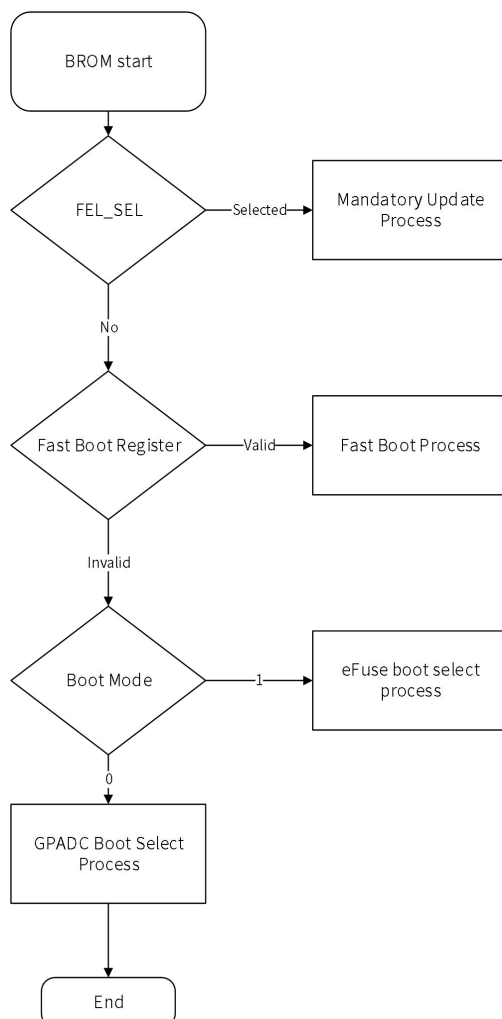 BROM start
FEL_SEL
Selected
Mandatory Update
Process
No
Fast Boot Register
Valid
Fast Boot Process
Invalid
Boot Mode
1
eFuse boot select
process
0
GPADC Boot Select
Process
End